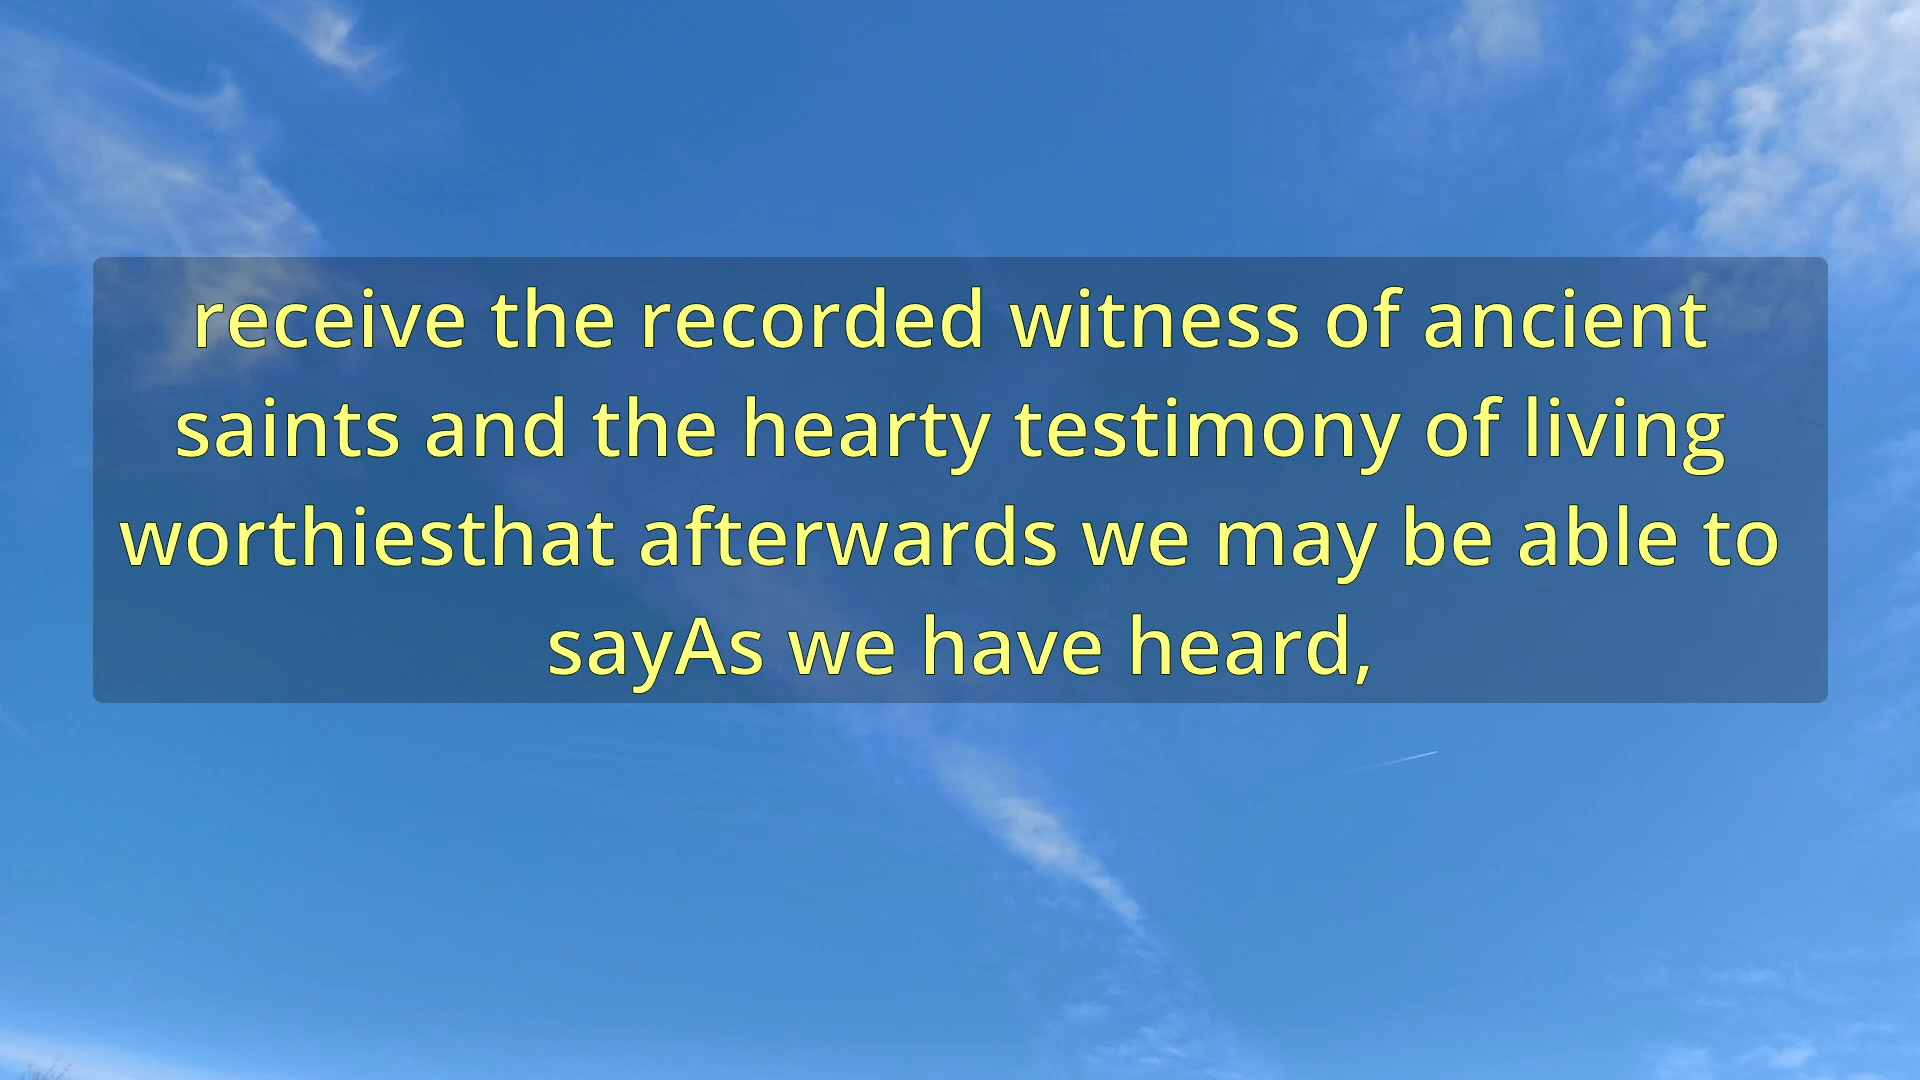 receive the recorded witness of ancient
saints and the hearty testimony of living
worthiesthat afterwards we may be able to
sayAs we have heard,